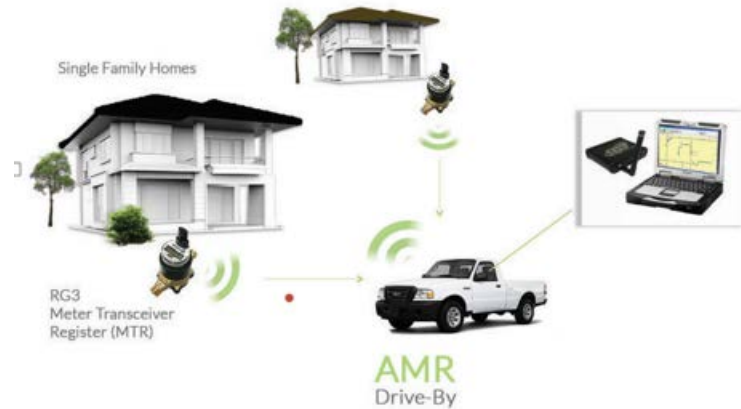 Single Family Homes
RG3
Meter Transceiver
Register (MTR)
AMR
Drive-By